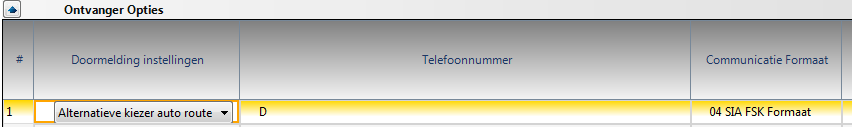 Ontvanger Opties
# Doormelding instellingen Telefoonnummer Communicatie Formaat
1 Alternatieve kiezer auto route D 04 SIA FSK Formaat